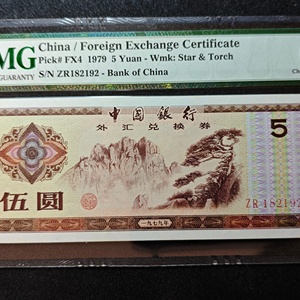 MG
GUARANTY
China / Foreign Exchange Certificate
Pick# FX4 1979 5 Yuan - Wmk: Star & Torch
S/N ZR182192 - Bank of China
中国银行
外汇兑换券
5
伍圆
一九七九年
ZR 182192